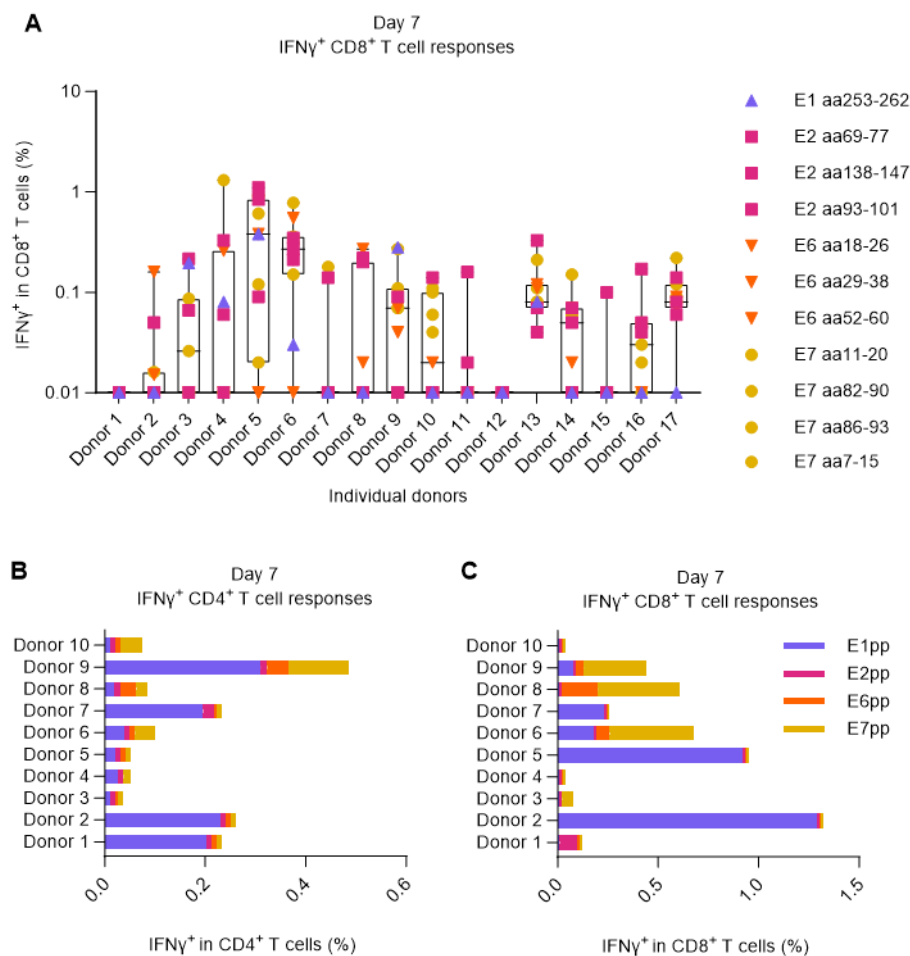 A
Day 7
IFNγ⁺ CD8⁺ T cell responses
IFNγ⁺ in CD8⁺ T cells (%)
10
1
0.1
0.01
Donor 1
Donor 2
Donor 3
Donor 4
Donor 5
Donor 6
Donor 7
Donor 8
Donor 9
Donor 10
Donor 11
Donor 12
Donor 13
Donor 14
Donor 15
Donor 16
Donor 17
Individual donors
E1 aa253-262
E2 aa69-77
E2 aa138-147
E2 aa93-101
E6 aa18-26
E6 aa29-38
E6 aa52-60
E7 aa11-20
E7 aa82-90
E7 aa86-93
E7 aa7-15
B
Day 7
IFNγ⁺ CD4⁺ T cell responses
Donor 10
Donor 9
Donor 8
Donor 7
Donor 6
Donor 5
Donor 4
Donor 3
Donor 2
Donor 1
0.0
0.2
0.4
0.6
IFNγ⁺ in CD4⁺ T cells (%)
C
Day 7
IFNγ⁺ CD8⁺ T cell responses
Donor 10
Donor 9
Donor 8
Donor 7
Donor 6
Donor 5
Donor 4
Donor 3
Donor 2
Donor 1
0.0
0.5
1.0
1.5
IFNγ⁺ in CD8⁺ T cells (%)
E1pp
E2pp
E6pp
E7pp